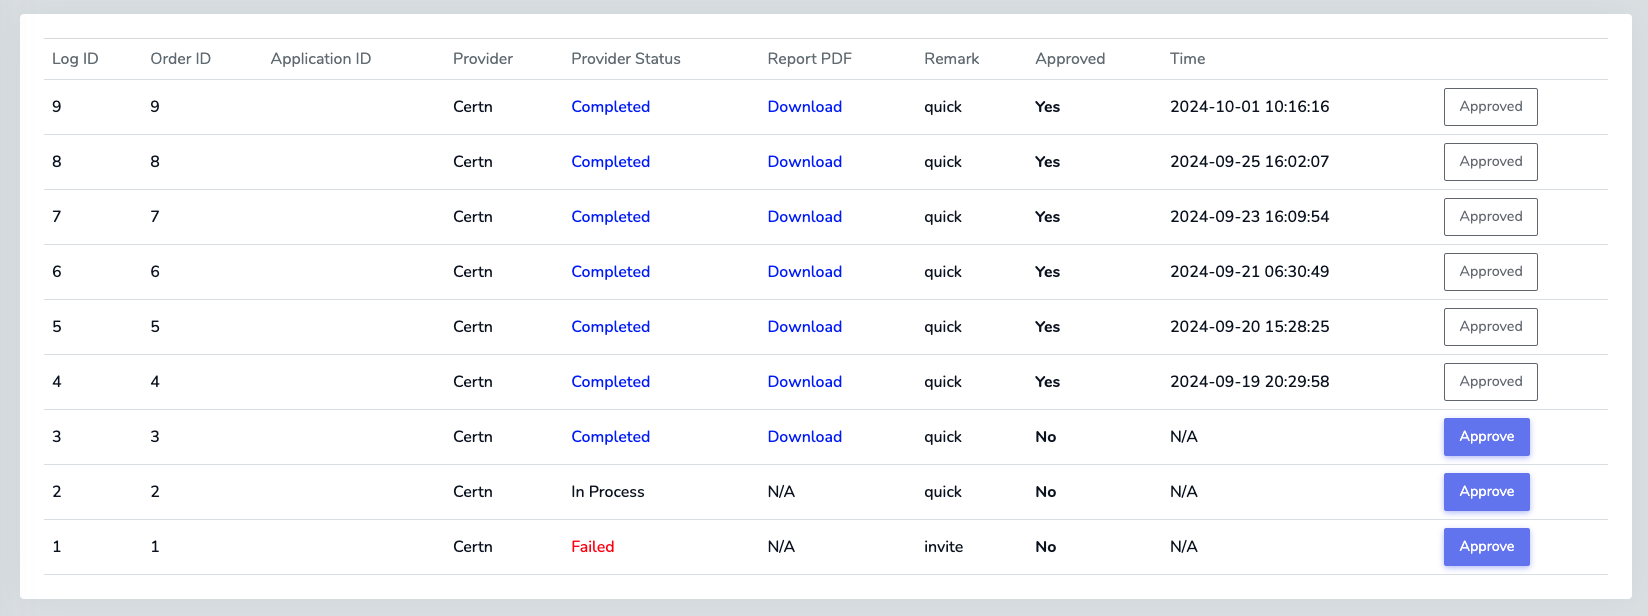 Log ID Order ID Application ID Provider Provider Status Report PDF Remark Approved Time
9 9 Certn Completed Download quick Yes 2024-10-01 10:16:16 Approved
8 8 Certn Completed Download quick Yes 2024-09-25 16:02:07 Approved
7 7 Certn Completed Download quick Yes 2024-09-23 16:09:54 Approved
6 6 Certn Completed Download quick Yes 2024-09-21 06:30:49 Approved
5 5 Certn Completed Download quick Yes 2024-09-20 15:28:25 Approved
4 4 Certn Completed Download quick Yes 2024-09-19 20:29:58 Approved
3 3 Certn Completed Download quick No N/A Approve
2 2 Certn In Process N/A quick No N/A Approve
1 1 Certn Failed N/A invite No N/A Approve